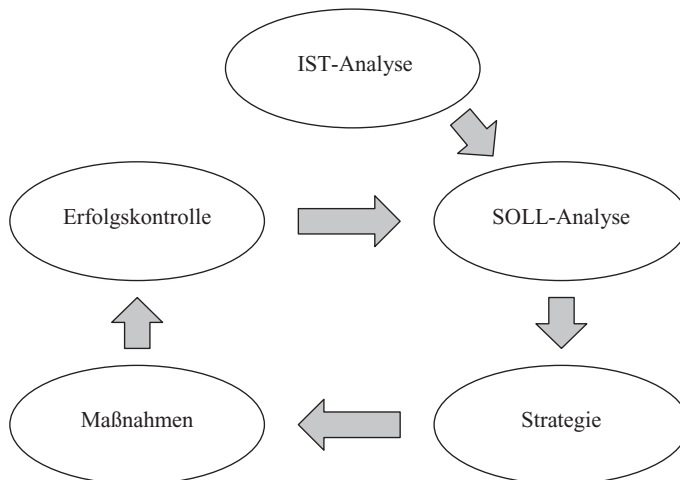 IST-Analyse
Erfolgskontrolle
SOLL-Analyse
Maßnahmen
Strategie